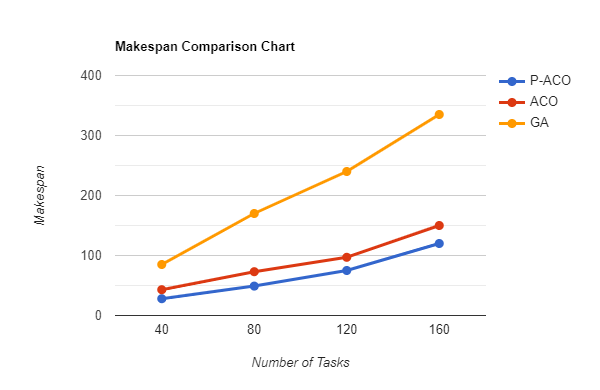 Makespan Comparison Chart
400
300
200
100
0
Makespan
40 80 120 160
Number of Tasks
P-ACO
ACO
GA